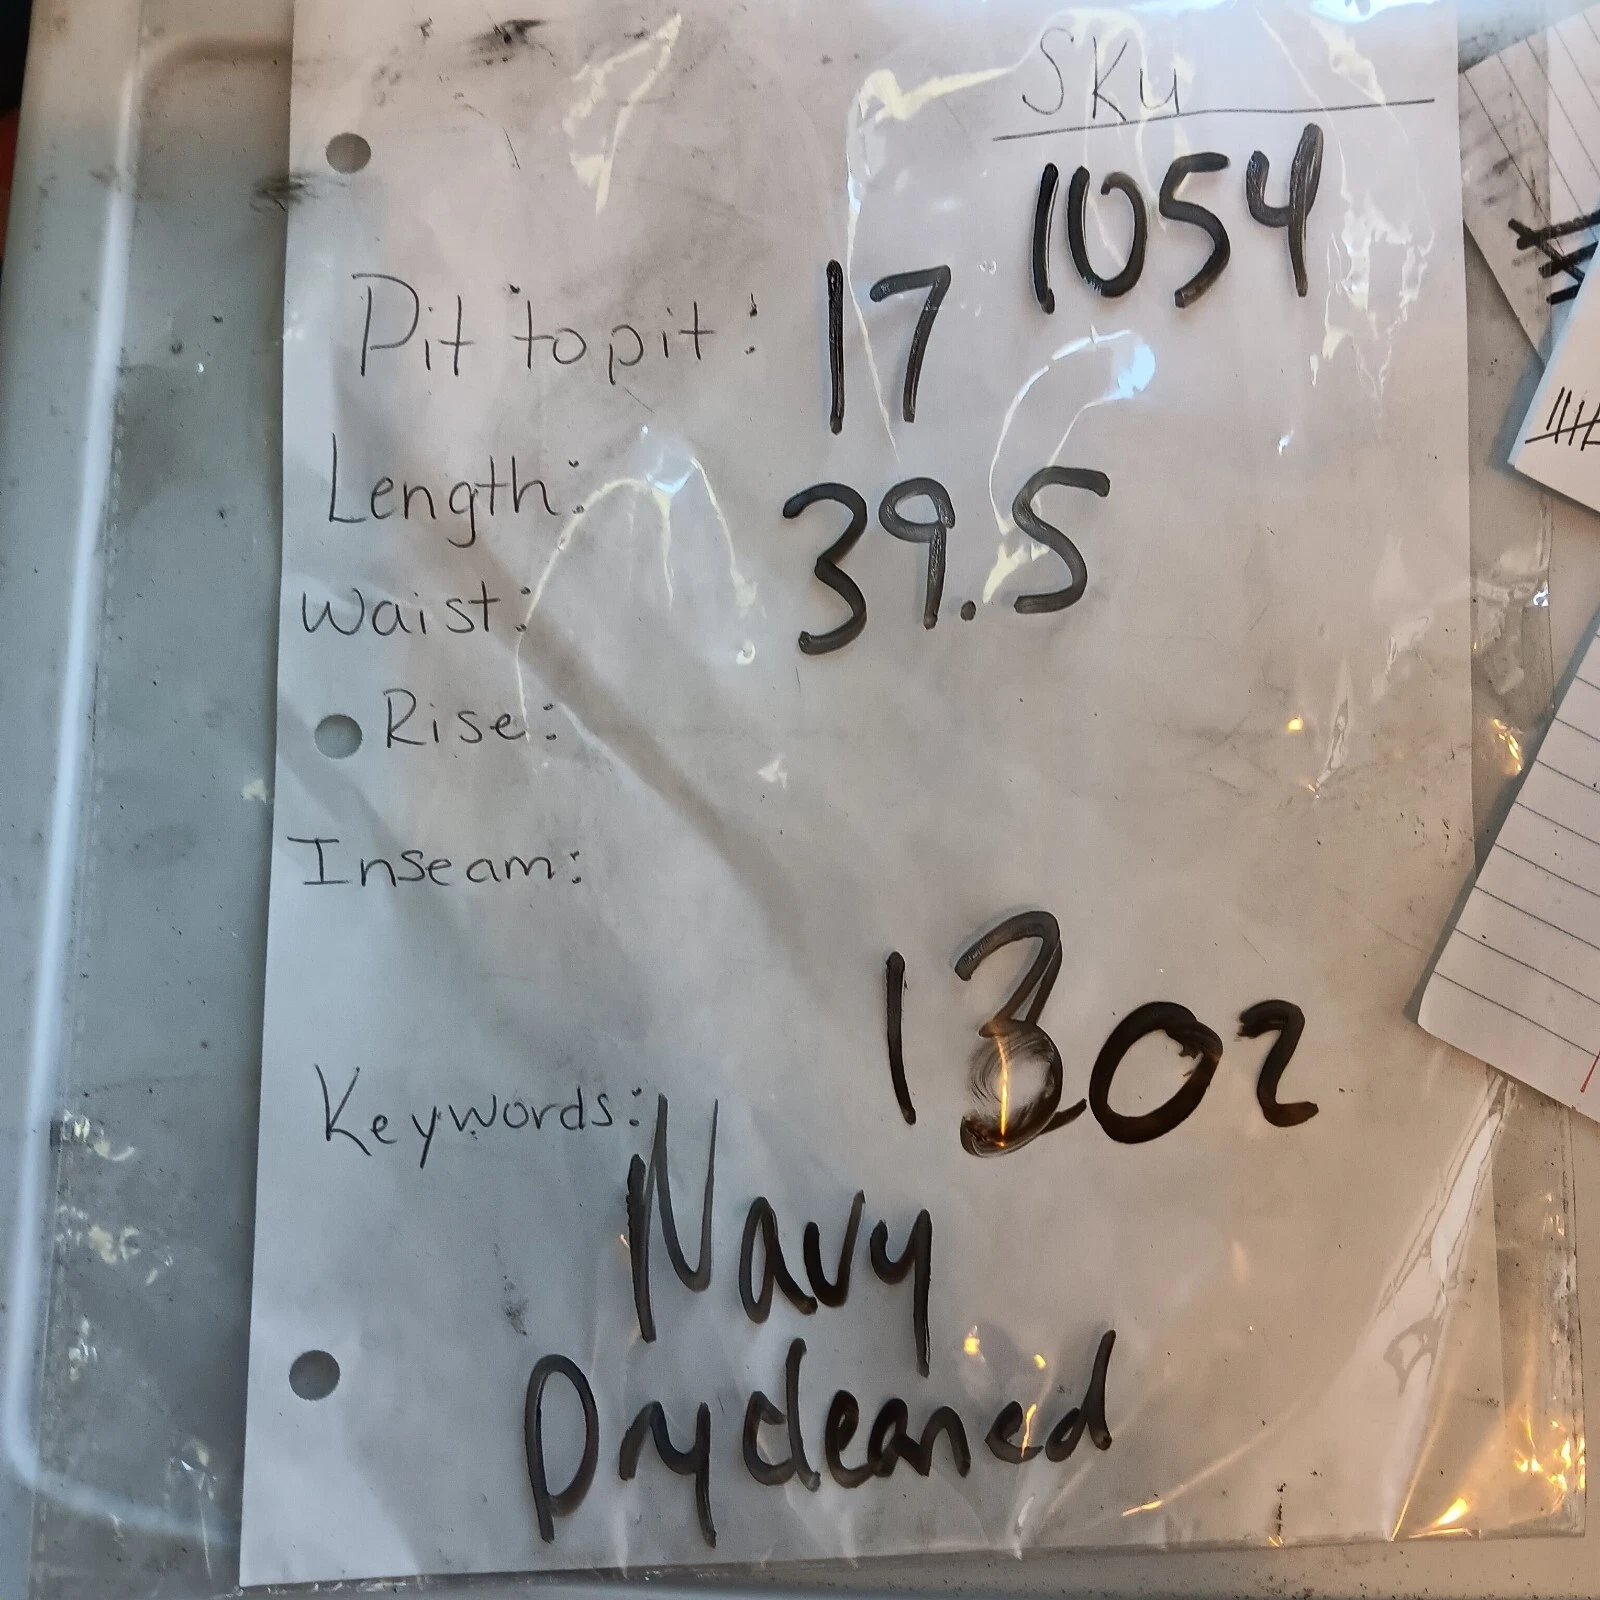 SKU
1054
Pit to pit: 17
Length: 39.5
Waist:
Rise:
Inseam:
13oz
Keywords:
Navy
Drycleaned